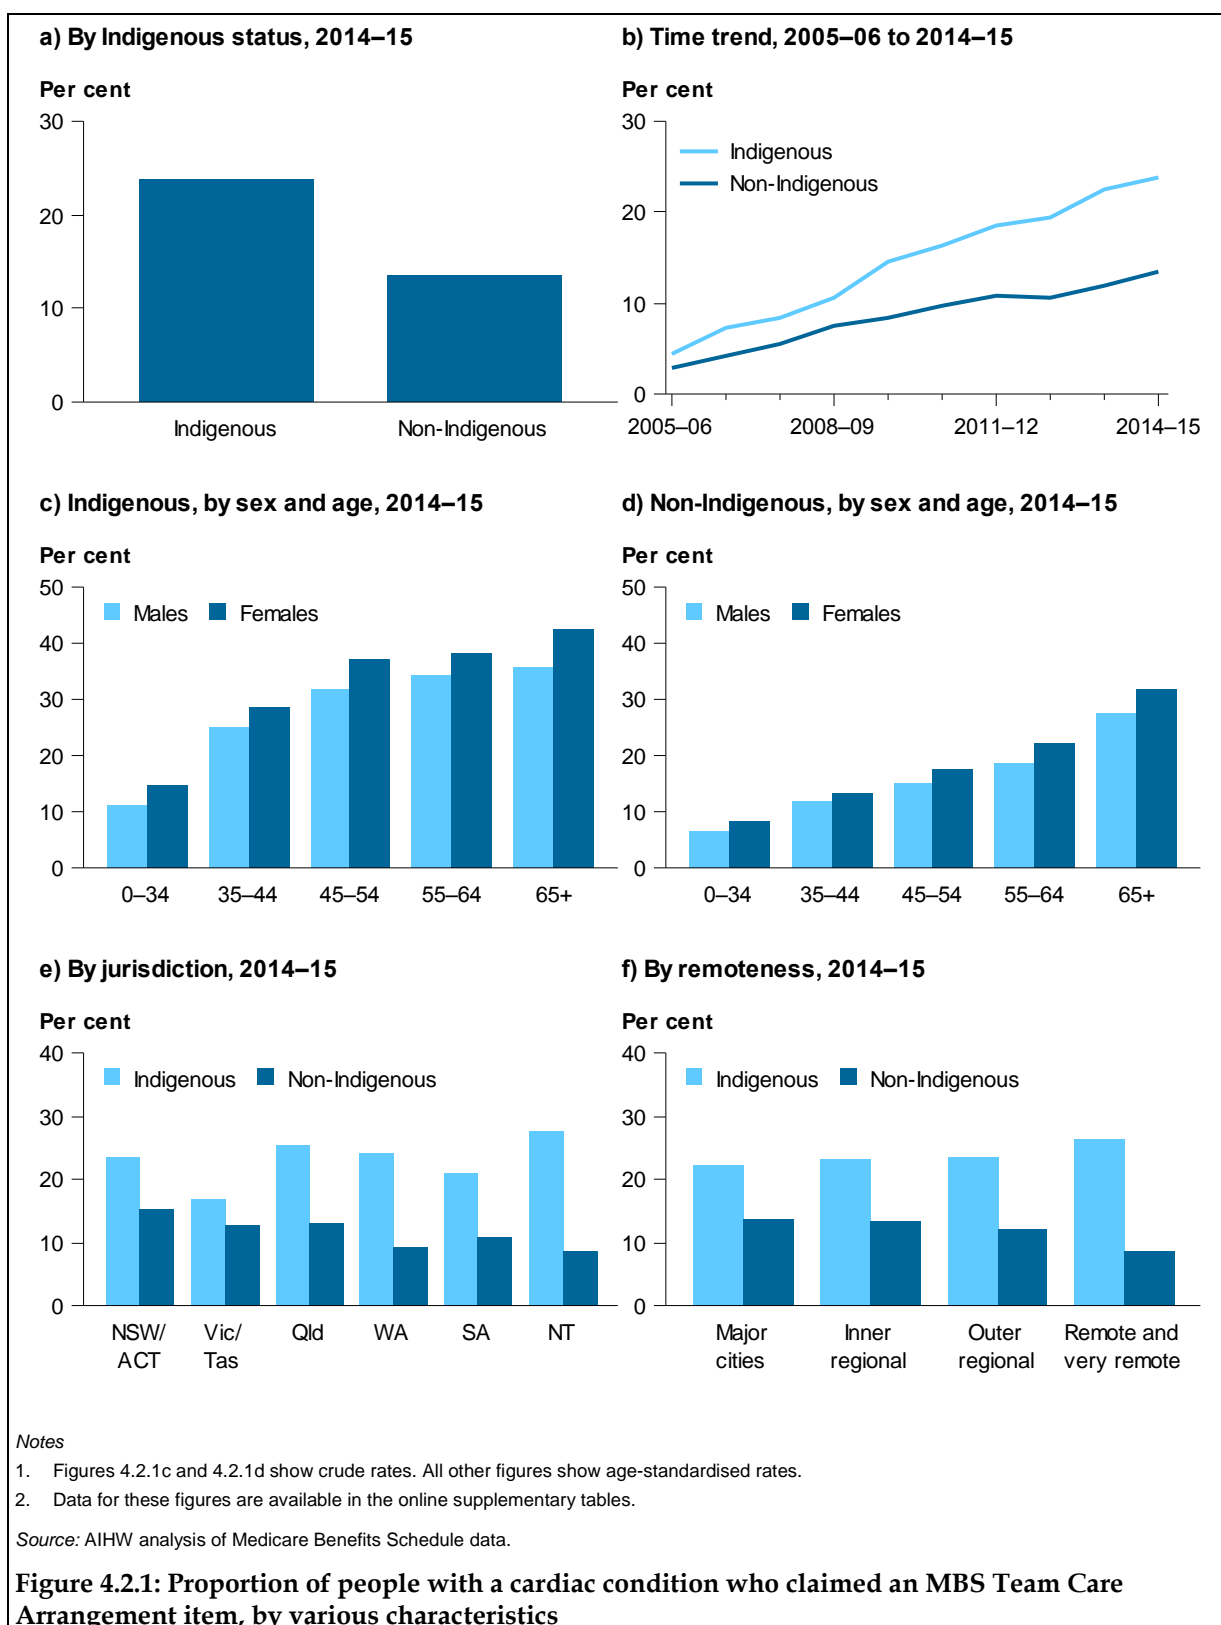 a) By Indigenous status, 2014–15
Per cent
30
20
10
0
Indigenous Non-Indigenous
b) Time trend, 2005–06 to 2014–15
Per cent
30
20
10
0
Indigenous
Non-Indigenous
2005–06 2008–09 2011–12 2014–15
c) Indigenous, by sex and age, 2014–15
Per cent
50
40
30
20
10
0
Males Females
0–34 35–44 45–54 55–64 65+
d) Non-Indigenous, by sex and age, 2014–15
Per cent
50
40
30
20
10
0
Males Females
0–34 35–44 45–54 55–64 65+
e) By jurisdiction, 2014–15
Per cent
40
30
20
10
0
Indigenous Non-Indigenous
NSW/ Vic/ Qld WA SA NT
ACT Tas
f) By remoteness, 2014–15
Per cent
40
30
20
10
0
Indigenous Non-Indigenous
Major Inner Outer Remote and
cities regional regional very remote
Notes
1. Figures 4.2.1c and 4.2.1d show crude rates. All other figures show age-standardised rates.
2. Data for these figures are available in the online supplementary tables.
Source: AIHW analysis of Medicare Benefits Schedule data.
Figure 4.2.1: Proportion of people with a cardiac condition who claimed an MBS Team Care
Arrangement item, by various characteristics